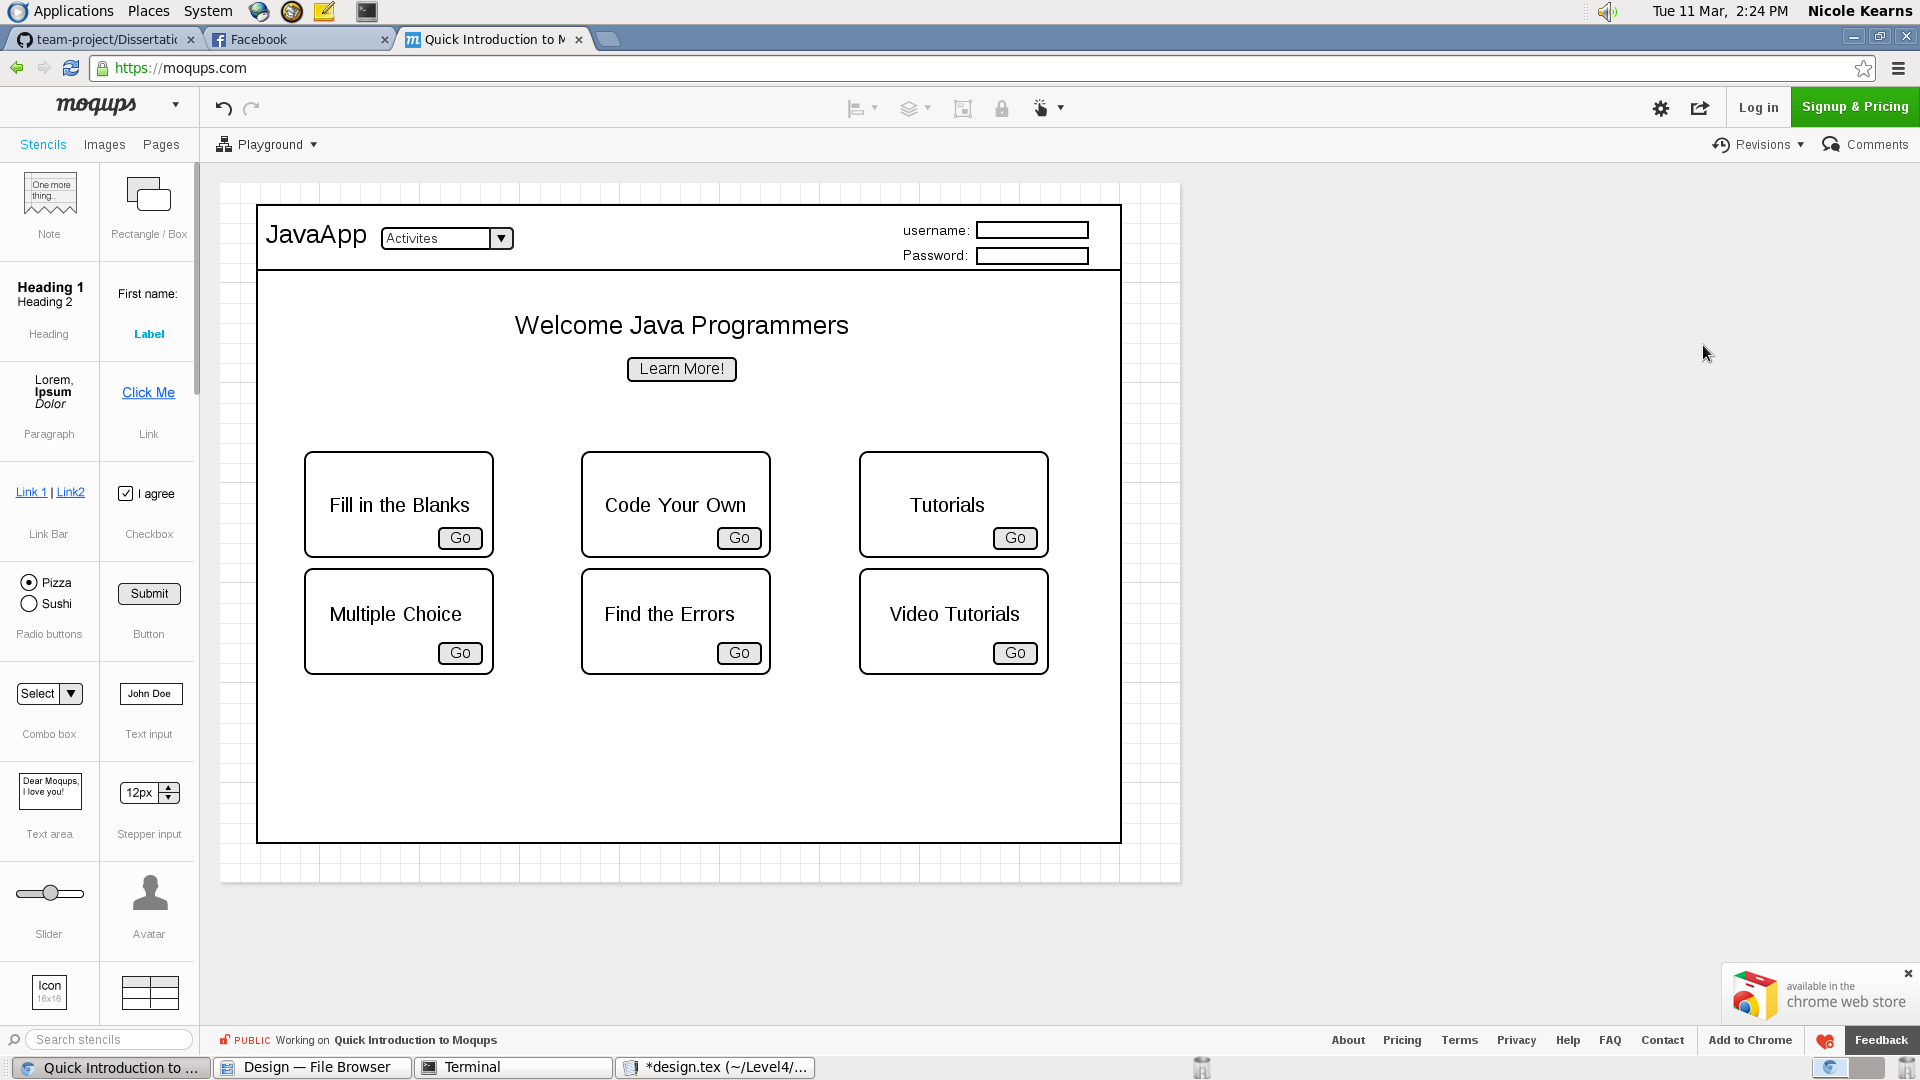 Applications Places System Tue 11 Mar, 2:24 PM Nicole Kearns
team-project/Dissertatic Facebook Quick Introduction to M
https://moqups.com
moqups Log in Signup & Pricing
Stencils Images Pages Playground Revisions Comments
One more
thing..
Note Rectangle / Box
Heading 1
Heading 2
First name:
Heading Label
Lorem,
Ipsum
Dolor
Click Me
Paragraph Link
Link 1 | Link2 I agree
Link Bar Checkbox
Pizza
Sushi
Submit
Radio buttons Button
Select John Doe
Combo box Text input
Dear Moqups,
I love you!
12px
Text area Stepper input
Slider Avatar
Icon
16x16
Search stencils
JavaApp Activites username:
Password:
Welcome Java Programmers
Learn More!
Fill in the Blanks Code Your Own Tutorials
Go Go Go
Multiple Choice Find the Errors Video Tutorials
Go Go Go
available in the
chrome web store
PUBLIC Working on Quick Introduction to Moqups About Pricing Terms Privacy Help FAQ Contact Add to Chrome Feedback
Quick Introduction to ... Design — File Browser Terminal *design.tex (~/Level4/...